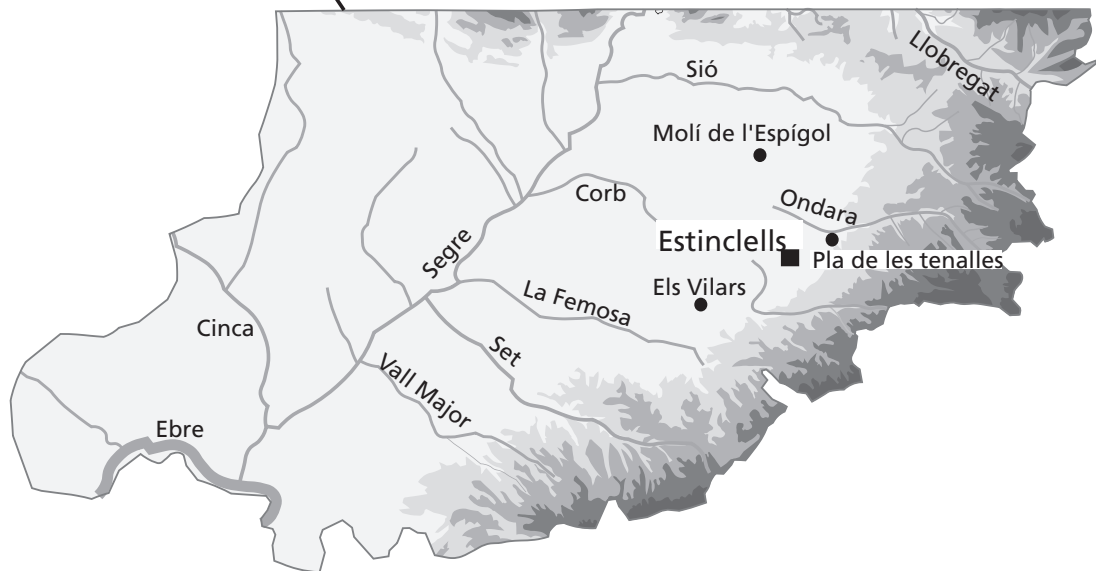 Llobregat
Sió
Molí de l'Espígol
Corb
Ondara
Estinclells
Segre
Pla de les tenalles
Els Vilars
La Femosa
Cinca
Set
Vall Major
Ebre